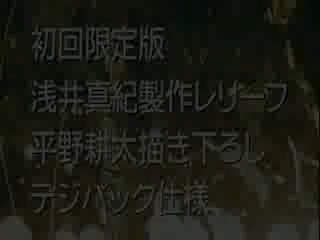 初回限定版
浅井真紀製作レリーフ
平野耕太描き下ろし
デジパック仕様